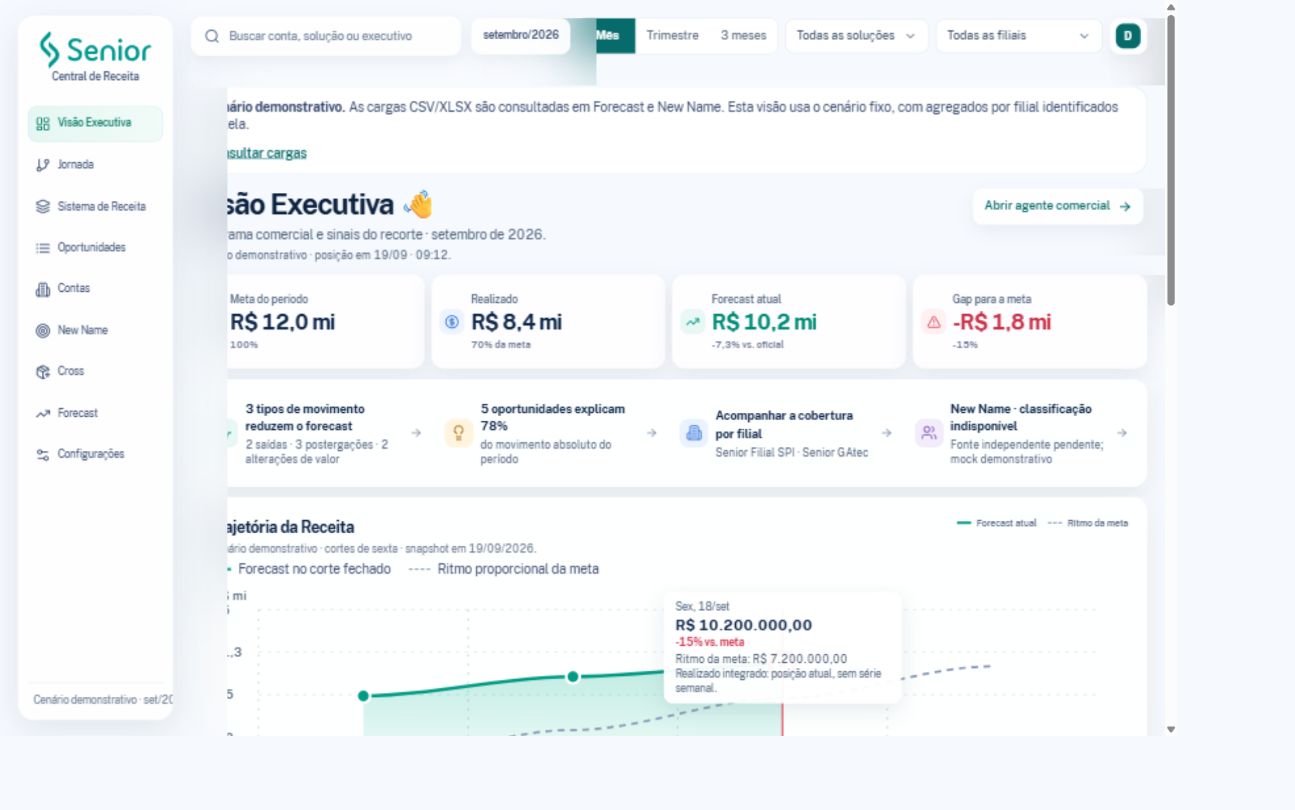 Senior
Central de Receita
Visão Executiva
Jornada
Sistema de Receita
Oportunidades
Contas
New Name
Cross
Forecast
Configurações
Cenário demonstrativo · set/20
Buscar conta, solução ou executivo
setembro/2026
Mês
Trimestre
3 meses
Todas as soluções
Todas as filiais
D
nário demonstrativo. As cargas CSV/XLSX são consultadas em Forecast e New Name. Esta visão usa o cenário fixo, com agregados por filial identificados
ela.
nsultar cargas
são Executiva 👋
rama comercial e sinais do recorte · setembro de 2026.
o demonstrativo · posição em 19/09 · 09:12.
Abrir agente comercial
Meta do período
R$ 12,0 mi
100%
Realizado
R$ 8,4 mi
70% da meta
Forecast atual
R$ 10,2 mi
-7,3% vs. oficial
Gap para a meta
-R$ 1,8 mi
-15%
3 tipos de movimento
reduzem o forecast
2 saídas · 3 postergações · 2
alterações de valor
5 oportunidades explicam
78%
do movimento absoluto do
período
Acompanhar a cobertura
por filial
Senior Filial SPI · Senior GAtec
New Name · classificação
indisponível
Fonte independente pendente;
mock demonstrativo
ajetória da Receita
nário demonstrativo · cortes de sexta · snapshot em 19/09/2026.
Forecast atual
Ritmo da meta
Forecast no corte fechado
Ritmo proporcional da meta
mi
,3
5
Sex, 18/set
R$ 10.200.000,00
-15% vs. meta
Ritmo da meta: R$ 7.200.000,00
Realizado integrado: posição atual, sem série
semanal.